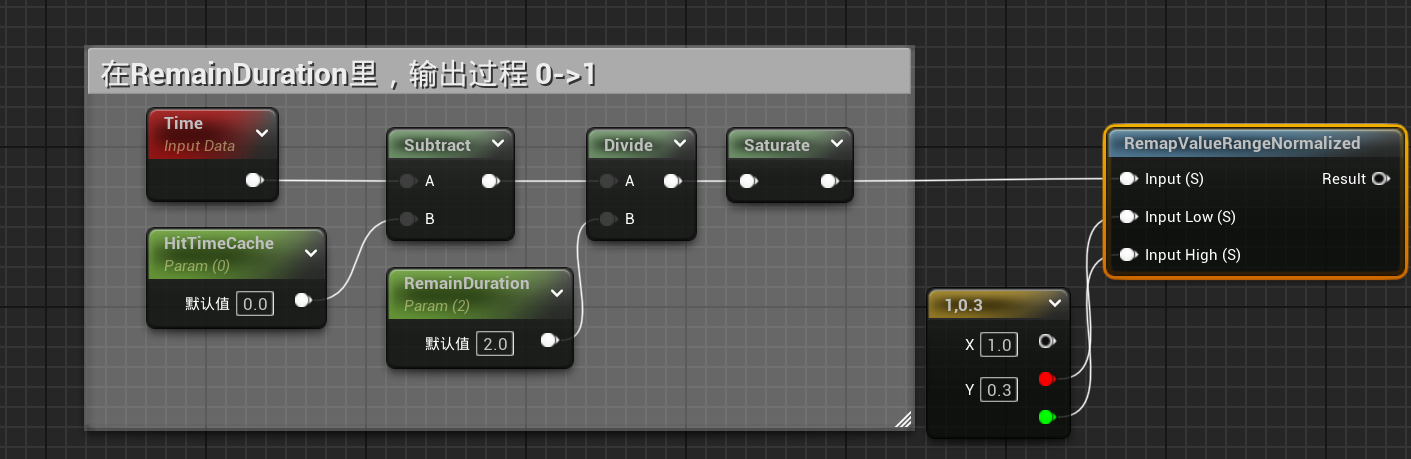 在RemainDuration里，输出过程 0->1
Time
Input Data
HitTimeCache
Param (0)
默认值 0.0
Subtract
A
B
RemainDuration
Param (2)
默认值 2.0
Divide
A
B
Saturate
1,0.3
X 1.0
Y 0.3
RemapValueRangeNormalized
Input (S) Result
Input Low (S)
Input High (S)